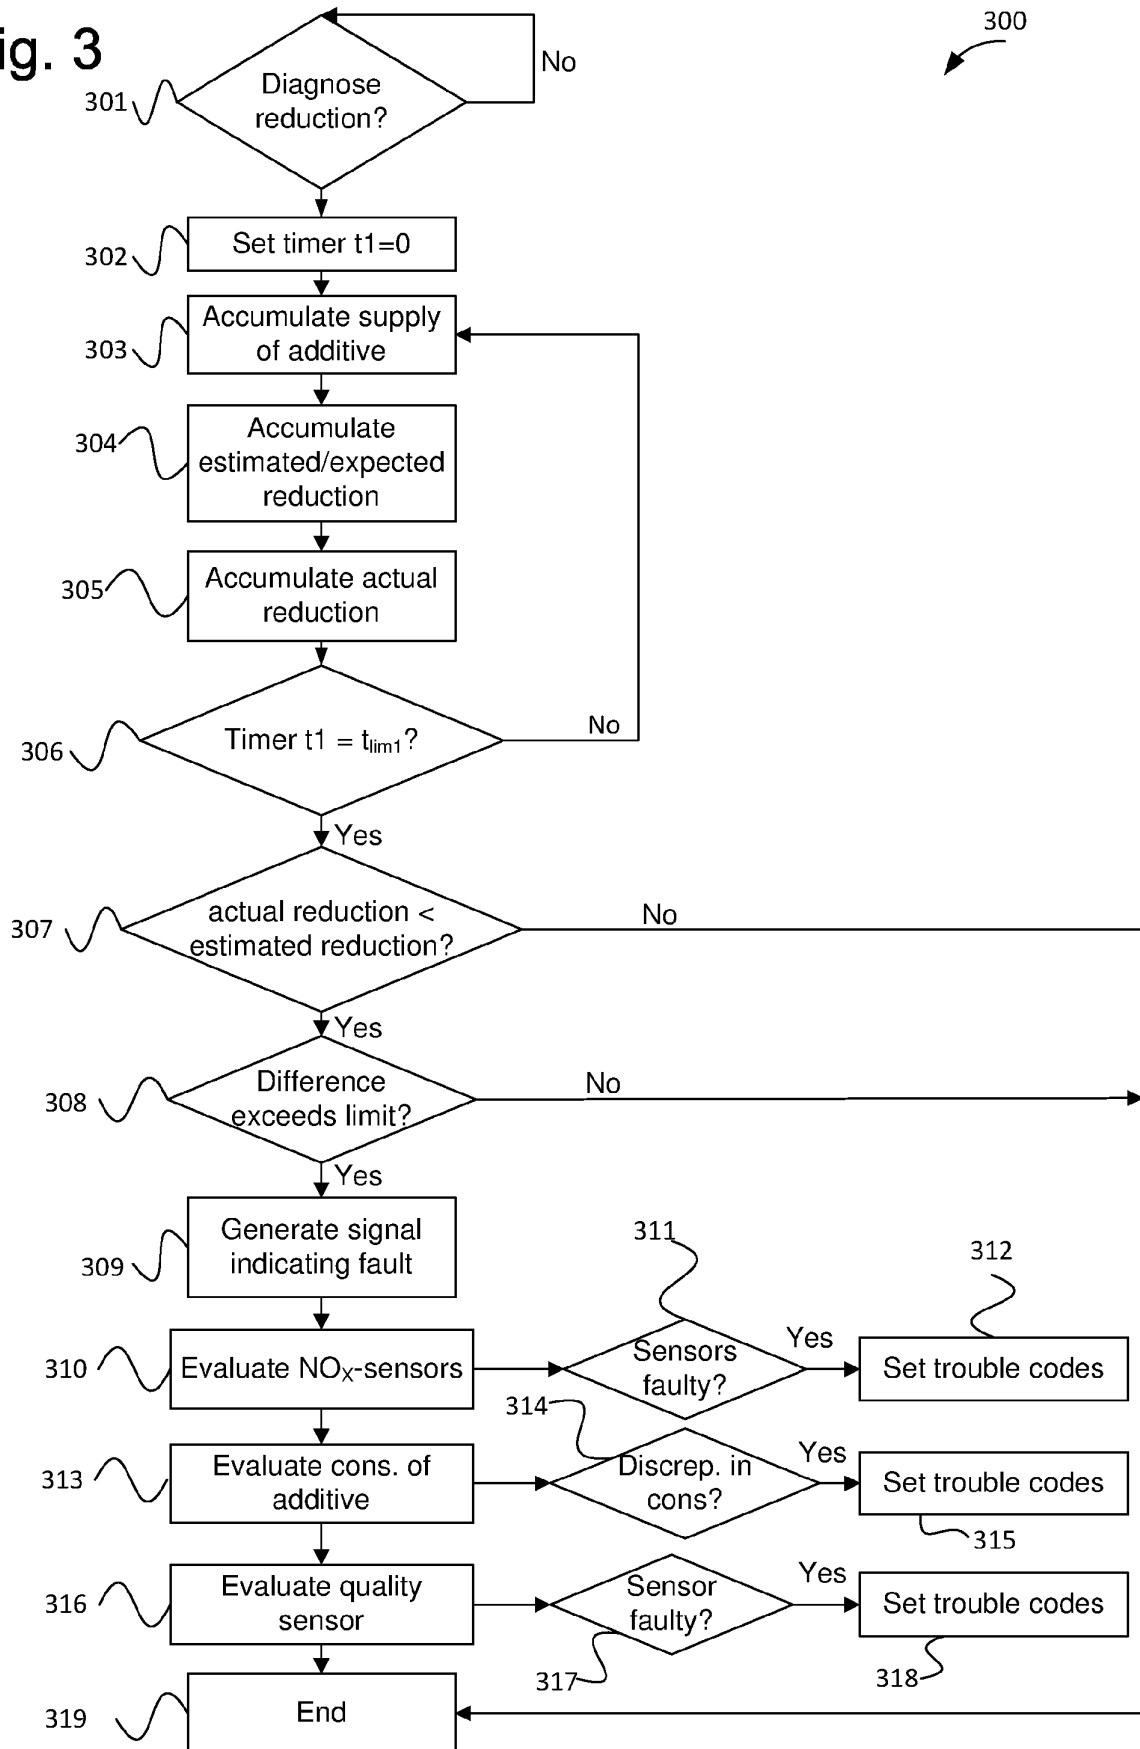 ig. 3
300
No
Diagnose
reduction?
301
Set timer t1=0
302
Accumulate supply
of additive
303
Accumulate
estimated/expected
reduction
304
Accumulate actual
reduction
305
Timer t1 = tlim1?
No
306
Yes
actual reduction <
estimated reduction?
No
307
Yes
Difference
exceeds limit?
No
308
Yes
Generate signal
indicating fault
309
311
312
310
Evaluate NOX-sensors
Sensors
faulty?
Yes
Set trouble codes
314
313
Evaluate cons. of
additive
Discrep. in
cons?
Yes
Set trouble codes
315
316
Evaluate quality
sensor
Sensor
faulty?
Yes
Set trouble codes
317
318
319
End